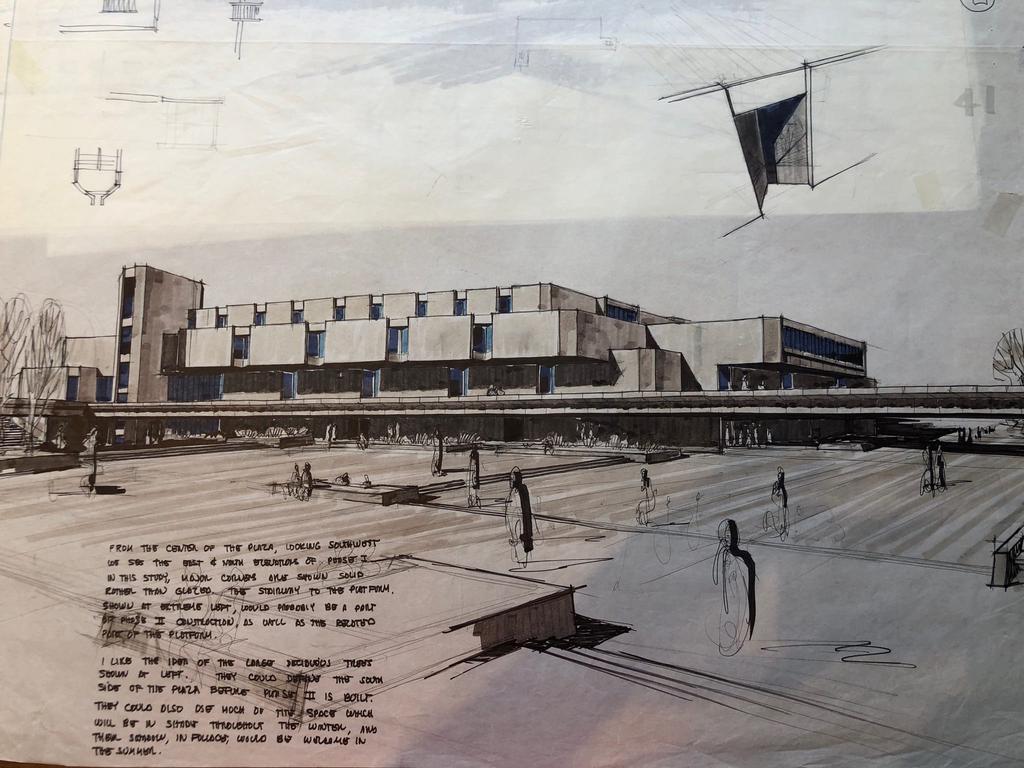 41
FROM THE CENTER OF THE PLAZA, LOOKING SOUTHWEST
WE SEE THE EAST & NORTH ELEVATIONS OF PHASE I.
IN THIS STUDY, MAJOR CORNERS ARE SHOWN SOLID
RATHER THAN GLAZED. THE STAIRWAY TO THE PLATFORM,
SHOWN AT EXTREME LEFT, WOULD PROBABLY BE A PART
OF PHASE II CONSTRUCTION, AS WELL AS THE RELATED
PART OF THE PLATFORM.
I LIKE THE IDEA OF THE LARGE DECIDUOUS TREES
SHOWN AT LEFT. THEY COULD DEFINE THE SOUTH
SIDE OF THE PLAZA BEFORE PHASE II IS BUILT.
THEY COULD ALSO USE MUCH OF THE SPACE WHICH
WILL BE IN SHADE THROUGHOUT THE WINTER, AND
THEIR SHADOW, IN FOLIAGE, WOULD BE WELCOME IN
THE SUMMER.